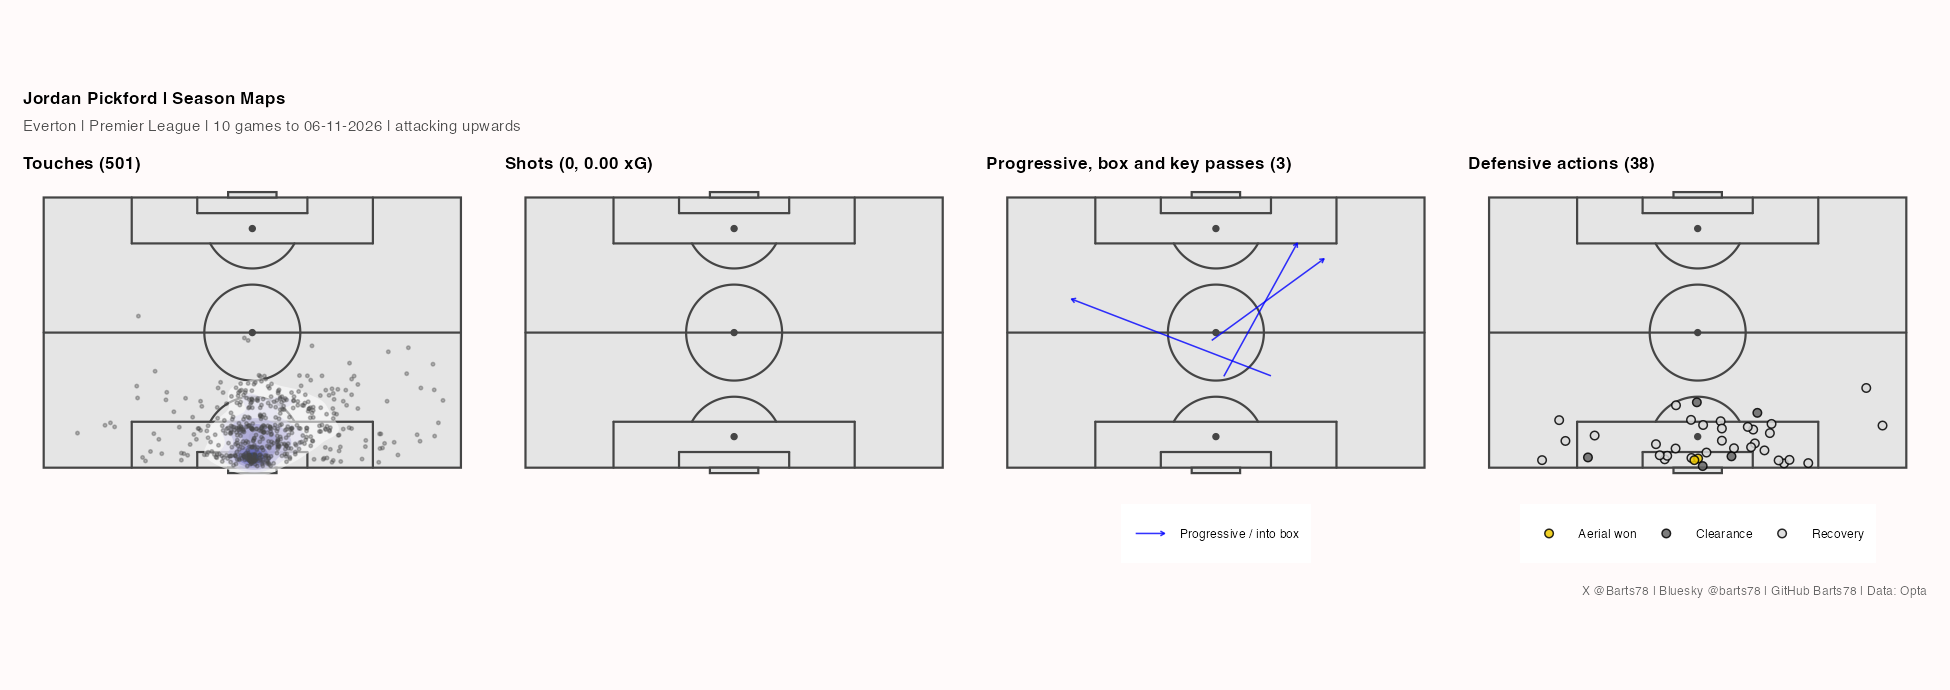 Jordan Pickford | Season Maps
Everton | Premier League | 10 games to 06-11-2026 | attacking upwards
Touches (501)
Shots (0, 0.00 xG)
Progressive, box and key passes (3)
Defensive actions (38)
Progressive / into box
Aerial won
Clearance
Recovery
X @Barts78 | Bluesky @barts78 | GitHub Barts78 | Data: Opta